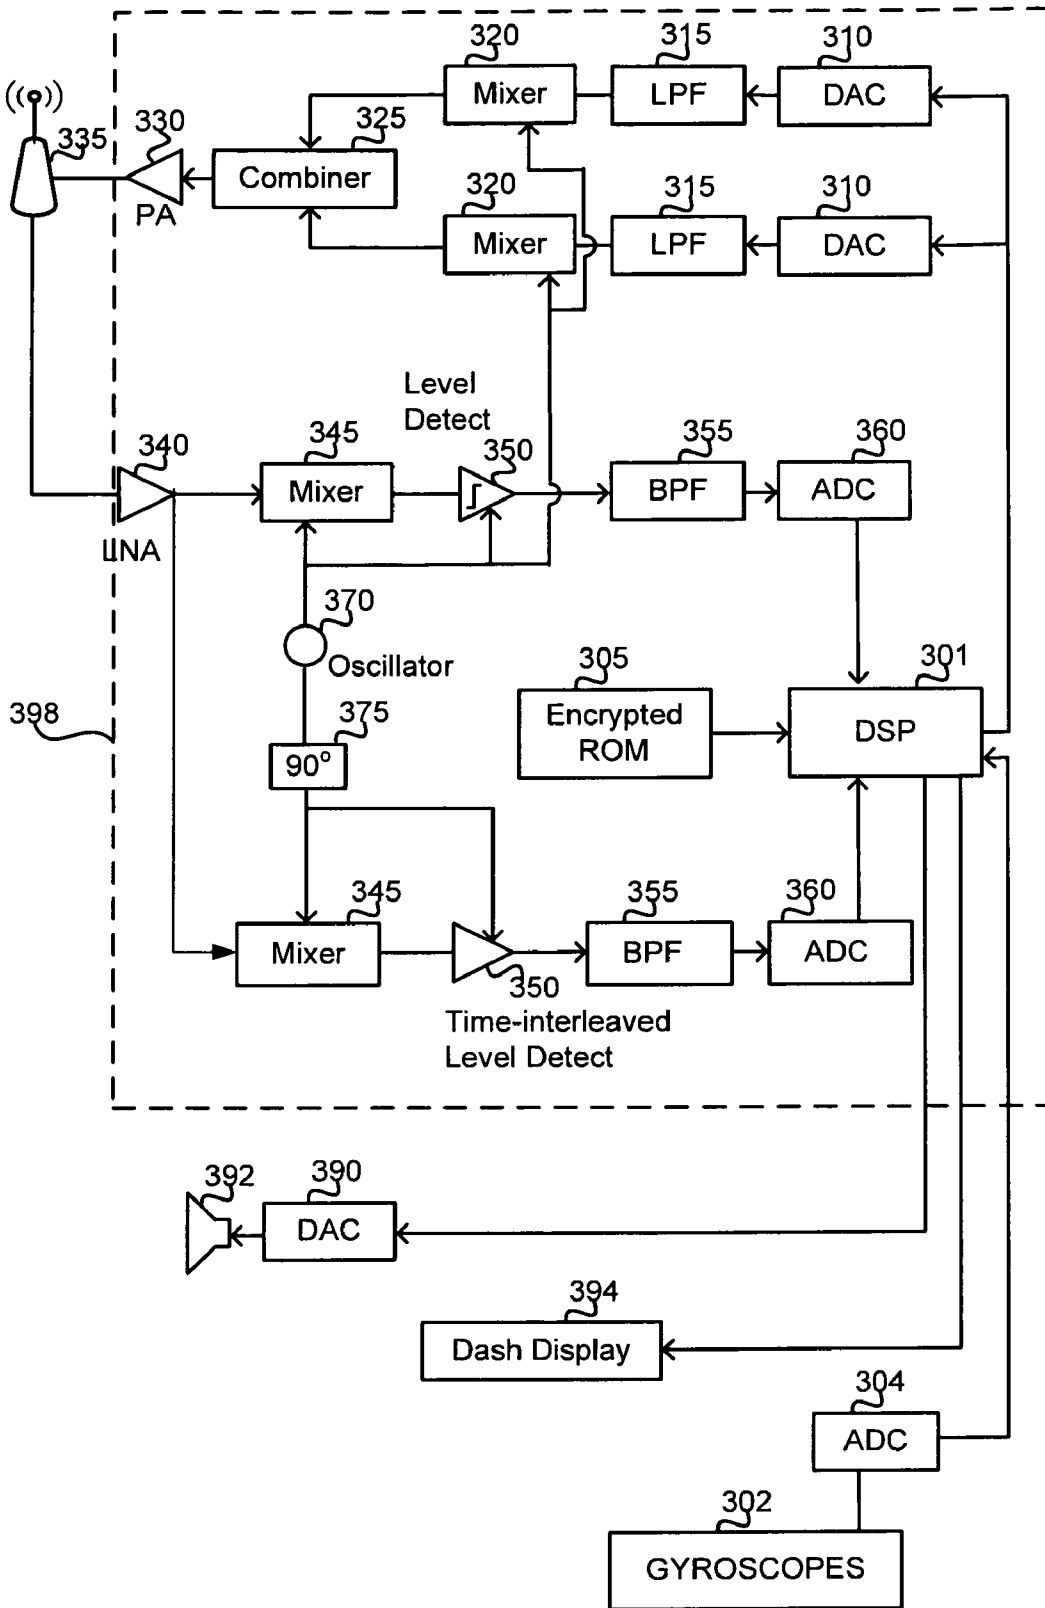 320
315
310
Mixer
LPF
DAC
330
325
335
Combiner
PA
320
315
310
Mixer
LPF
DAC
Level
Detect
340
345
350
355
360
Mixer
BPF
ADC
LNA
370
Oscillator
305
301
Encrypted
ROM
DSP
398
375
90°
345
355
360
Mixer
BPF
ADC
350
Time-interleaved
Level Detect
392
390
DAC
394
Dash Display
304
ADC
302
GYROSCOPES